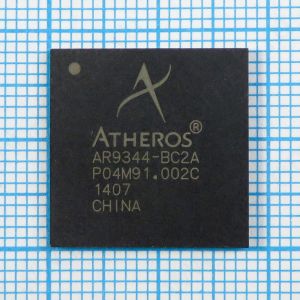 ATHEROS®
AR9344-BC2A
P04M91.002C
1407
CHINA